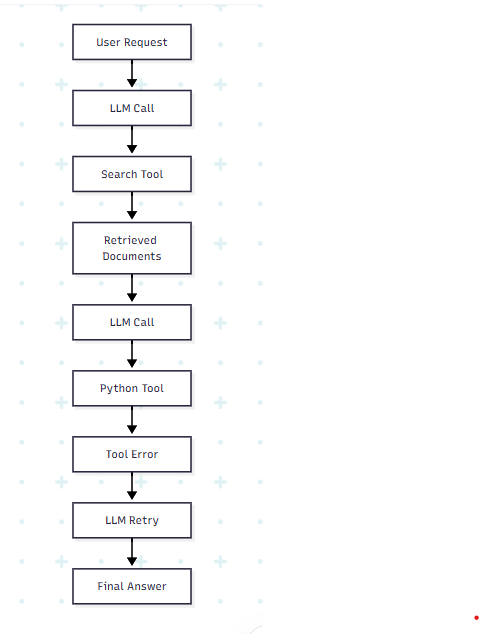 User Request
LLM Call
Search Tool
Retrieved
Documents
LLM Call
Python Tool
Tool Error
LLM Retry
Final Answer